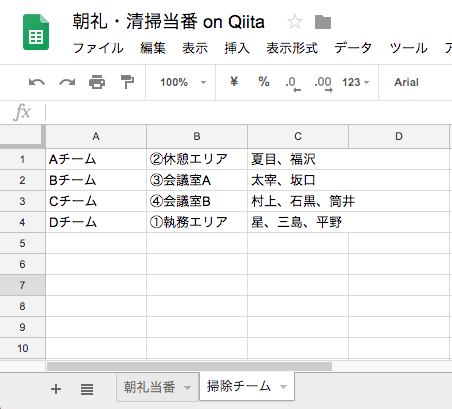 朝礼・清掃当番 on Qiita
ファイル 編集 表示 挿入 表示形式 データ ツール ア
100% ¥ % .0 .00 123 Arial
fx
A B C D
1 Aチーム ②休憩エリア 夏目、福沢
2 Bチーム ③会議室A 太宰、坂口
3 Cチーム ④会議室B 村上、石黒、筒井
4 Dチーム ①執務エリア 星、三島、平野
5
6
7
8
9
10
朝礼当番 掃除チーム